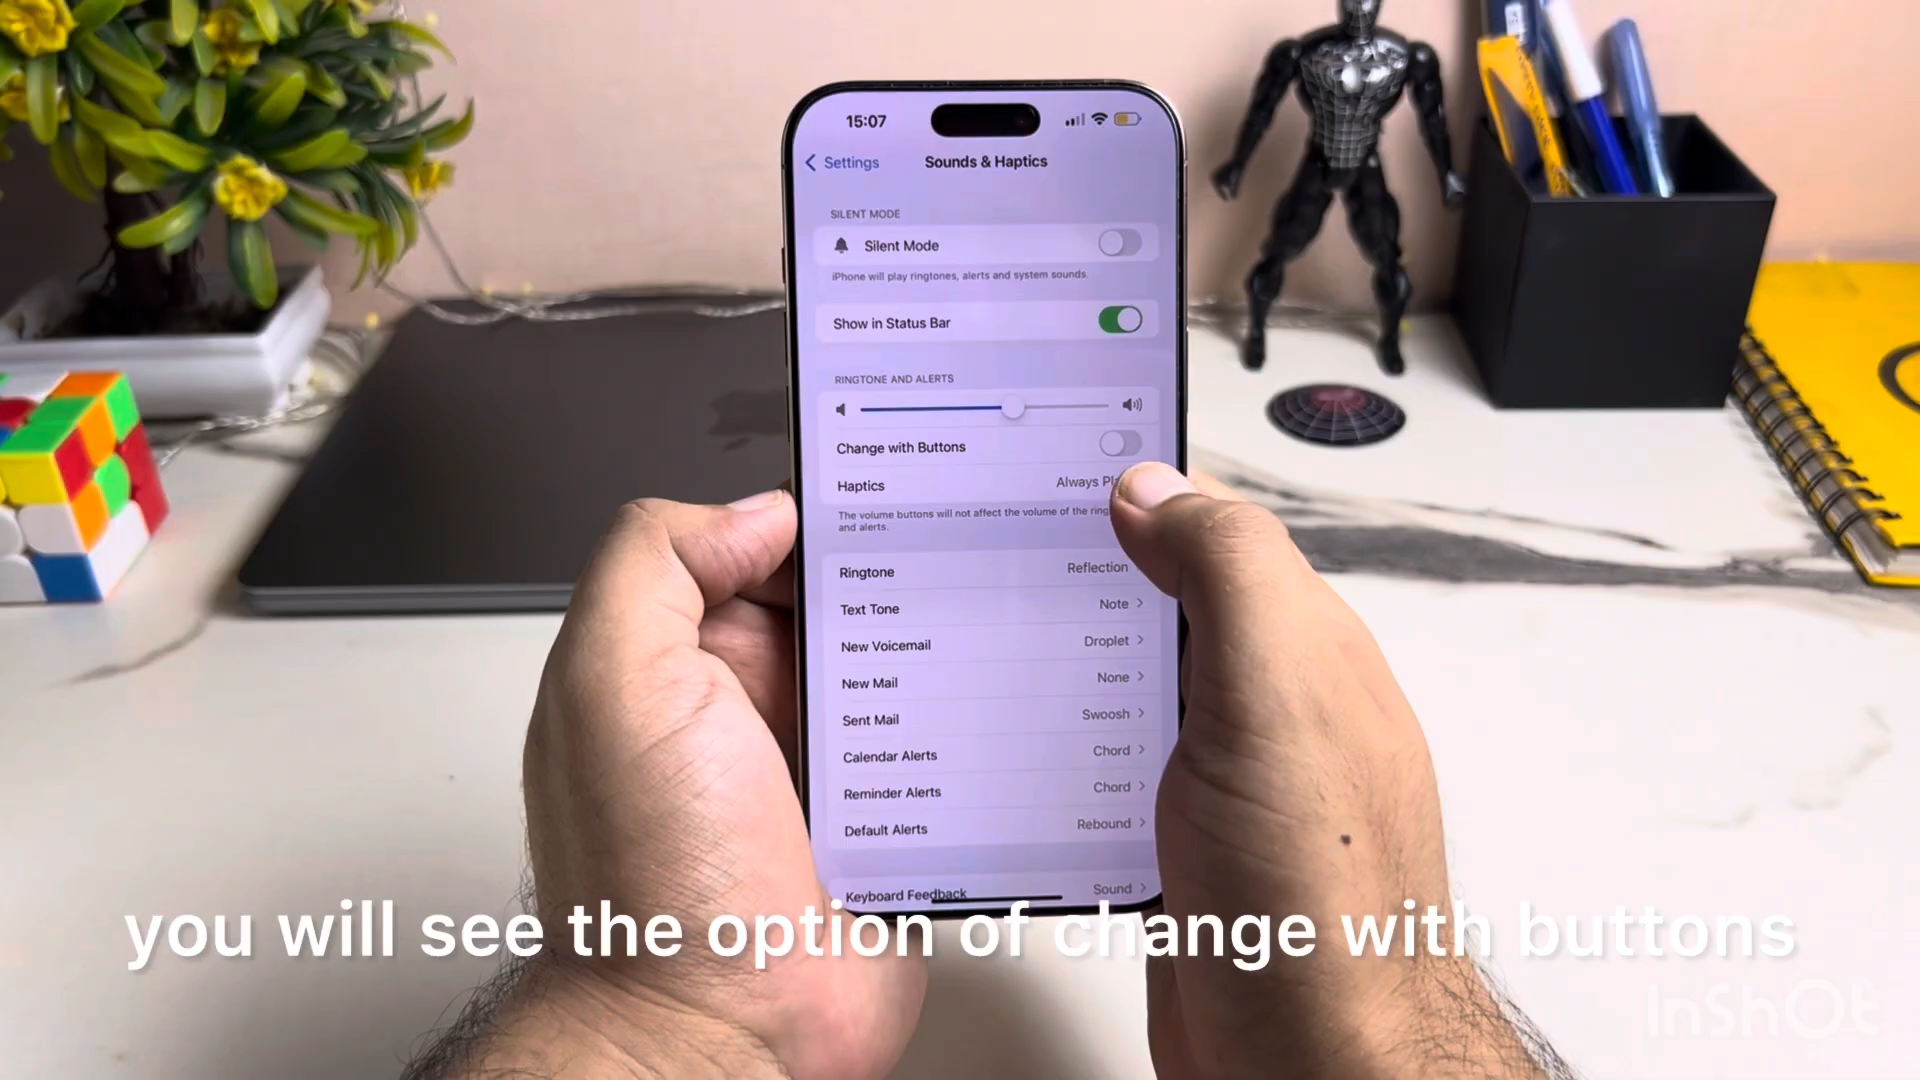 15:07
Settings
Sounds & Haptics
SILENT MODE
Silent Mode
iPhone will play ringtones, alerts and system sounds.
Show in Status Bar
RINGTONE AND ALERTS
Change with Buttons
Haptics Always
The volume buttons will not affect the volume of the
and alerts.
Ringtone Reflection
Text Tone Note
New Voicemail Droplet
New Mail None
Sent Mail Swoosh
Calendar Alerts Chord
Reminder Alerts Chord
Default Alerts Rebound
Keyboard Feedback Sound
you will see the option of change with buttons
InShOt